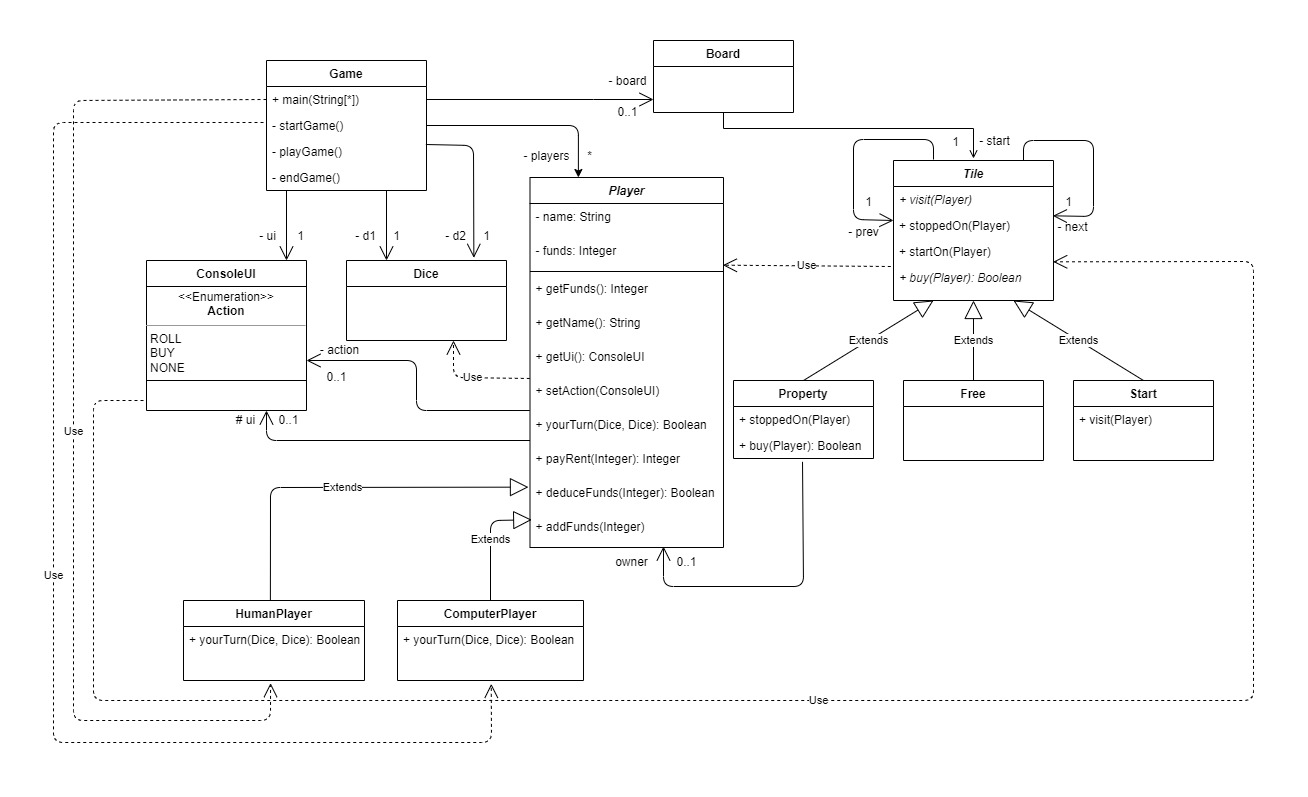 Board
Game
+ main(String[*])
- startGame()
- playGame()
- endGame()
- board
0..1
- players
*
1
- start
Tile
+ visit(Player)
+ stoppedOn(Player)
+ startOn(Player)
+ buy(Player): Boolean
1
- prev
1
- next
Player
- name: String
- funds: Integer
+ getFunds(): Integer
+ getName(): String
+ getUi(): ConsoleUI
+ setAction(ConsoleUI)
+ yourTurn(Dice, Dice): Boolean
+ payRent(Integer): Integer
+ deduceFunds(Integer): Boolean
+ addFunds(Integer)
- ui
1
- d1
1
- d2
1
ConsoleUI
<<Enumeration>>
Action
ROLL
BUY
NONE
Dice
Use
- action
0..1
Use
# ui
0..1
Extends
Extends
Extends
Property
+ stoppedOn(Player)
+ buy(Player): Boolean
Free
Start
+ visit(Player)
Use
Extends
Extends
owner
0..1
Use
HumanPlayer
+ yourTurn(Dice, Dice): Boolean
ComputerPlayer
+ yourTurn(Dice, Dice): Boolean
Use